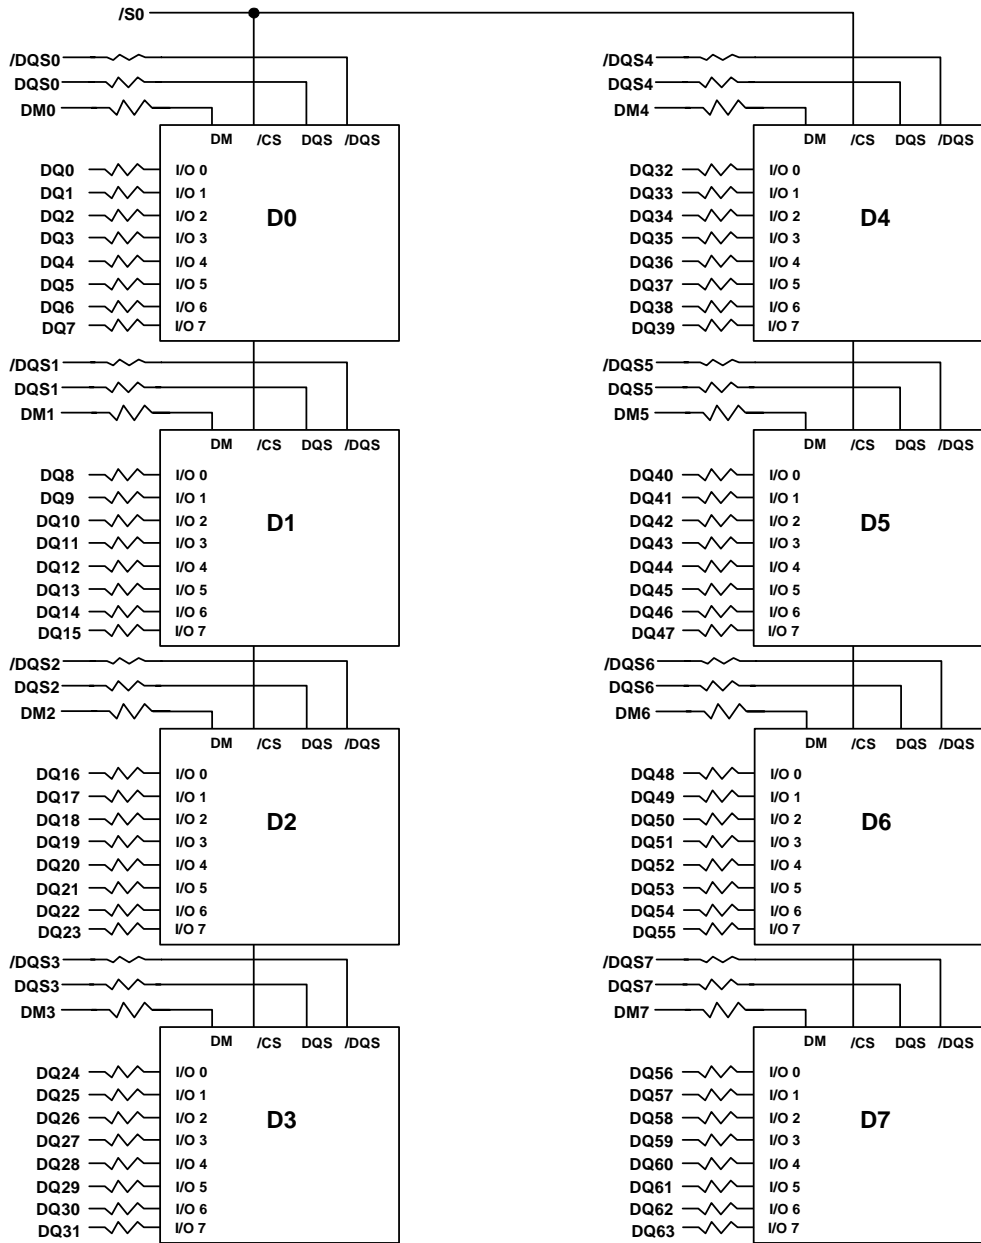 /S0
/DQS0
DQS0
DM0
DM /CS DQS /DQS
DQ0 I/O 0
DQ1 I/O 1
DQ2 I/O 2
D0
DQ3 I/O 3
DQ4 I/O 4
DQ5 I/O 5
DQ6 I/O 6
DQ7 I/O 7
/DQS1
DQS1
DM1
DM /CS DQS /DQS
DQ8 I/O 0
DQ9 I/O 1
DQ10 I/O 2
D1
DQ11 I/O 3
DQ12 I/O 4
DQ13 I/O 5
DQ14 I/O 6
DQ15 I/O 7
/DQS2
DQS2
DM2
DM /CS DQS /DQS
DQ16 I/O 0
DQ17 I/O 1
DQ18 I/O 2
D2
DQ19 I/O 3
DQ20 I/O 4
DQ21 I/O 5
DQ22 I/O 6
DQ23 I/O 7
/DQS3
DQS3
DM3
DM /CS DQS /DQS
DQ24 I/O 0
DQ25 I/O 1
DQ26 I/O 2
D3
DQ27 I/O 3
DQ28 I/O 4
DQ29 I/O 5
DQ30 I/O 6
DQ31 I/O 7
/DQS4
DQS4
DM4
DM /CS DQS /DQS
DQ32 I/O 0
DQ33 I/O 1
DQ34 I/O 2
D4
DQ35 I/O 3
DQ36 I/O 4
DQ37 I/O 5
DQ38 I/O 6
DQ39 I/O 7
/DQS5
DQS5
DM5
DM /CS DQS /DQS
DQ40 I/O 0
DQ41 I/O 1
DQ42 I/O 2
D5
DQ43 I/O 3
DQ44 I/O 4
DQ45 I/O 5
DQ46 I/O 6
DQ47 I/O 7
/DQS6
DQS6
DM6
DM /CS DQS /DQS
DQ48 I/O 0
DQ49 I/O 1
DQ50 I/O 2
D6
DQ51 I/O 3
DQ52 I/O 4
DQ53 I/O 5
DQ54 I/O 6
DQ55 I/O 7
/DQS7
DQS7
DM7
DM /CS DQS /DQS
DQ56 I/O 0
DQ57 I/O 1
DQ58 I/O 2
D7
DQ59 I/O 3
DQ60 I/O 4
DQ61 I/O 5
DQ62 I/O 6
DQ63 I/O 7